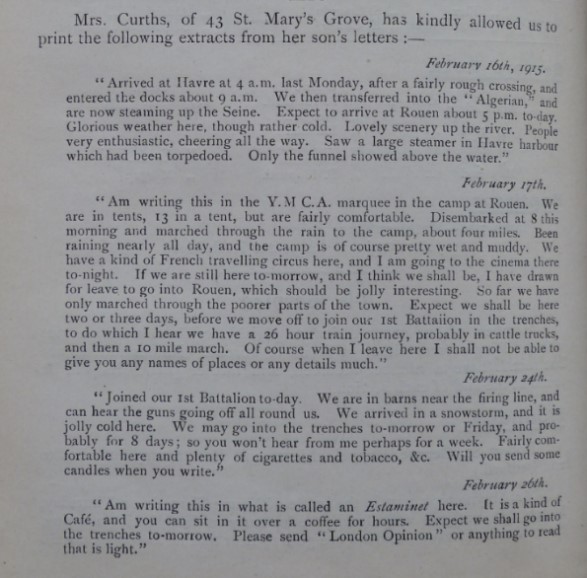 Mrs. Curths, of 43 St. Mary's Grove, has kindly allowed us to
print the following extracts from her son's letters :—
February 16th, 1915.
"Arrived at Havre at 4 a.m. last Monday, after a fairly rough crossing, and
entered the docks about 9 a.m. We then transferred into the "Algerian," and
are now steaming up the Seine. Expect to arrive at Rouen about 5 p.m. to-day.
Glorious weather here, though rather cold. Lovely scenery up the river. People
very enthusiastic, cheering all the way. Saw a large steamer in Havre harbour
which had been torpedoed. Only the funnel showed above the water."
February 17th.
"Am writing this in the Y.M C.A. marquee in the camp at Rouen. We
are in tents, 13 in a tent, but are fairly comfortable. Disembarked at 8 this
morning and marched through the rain to the camp, about four miles. Been
raining nearly all day, and the camp is of course pretty wet and muddy. We
have a kind of French travelling circus here, and I am going to the cinema there
to-night. If we are still here to-morrow, and I think we shall be, I have drawn
for leave to go into Rouen, which should be jolly interesting. So far we have
only marched through the poorer parts of the town. Expect we shall be here
two or three days, before we move off to join our 1st Battalion in the trenches,
to do which I hear we have a 26 hour train journey, probably in cattle trucks,
and then a 10 mile march. Of course when I leave here I shall not be able to
give you any names of places or any details much."
February 24th.
"Joined our 1st Battalion to-day. We are in barns near the firing line, and
can hear the guns going off all round us. We arrived in a snowstorm, and it is
jolly cold here. We may go into the trenches to-morrow or Friday, and pro-
bably for 8 days; so you won't hear from me perhaps for a week. Fairly com-
fortable here and plenty of cigarettes and tobacco, &c. Will you send some
candles when you write."
February 26th.
"Am writing this in what is called an Estaminet here. It is a kind of
Café, and you can sit in it over a coffee for hours. Expect we shall go into
the trenches to-morrow. Please send "London Opinion" or anything to read
that is light."